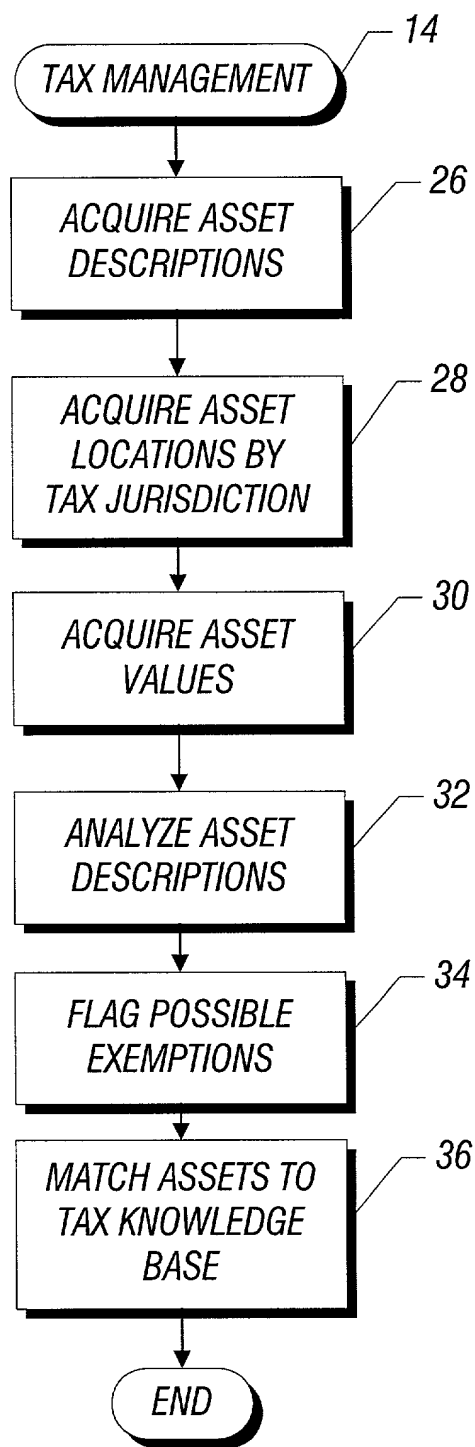 14
TAX MANAGEMENT
26
ACQUIRE ASSET
DESCRIPTIONS
28
ACQUIRE ASSET
LOCATIONS BY
TAX JURISDICTION
30
ACQUIRE ASSET
VALUES
32
ANALYZE ASSET
DESCRIPTIONS
34
FLAG POSSIBLE
EXEMPTIONS
36
MATCH ASSETS TO
TAX KNOWLEDGE
BASE
END